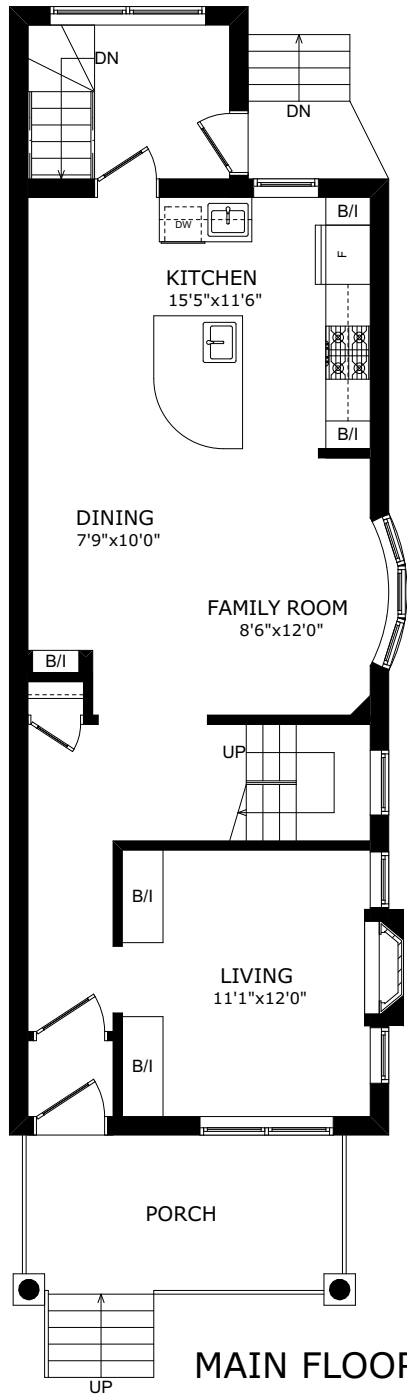 DN
DN
B/I
DW
F
KITCHEN
15'5"x11'6"
B/I
DINING
7'9"x10'0"
FAMILY ROOM
8'6"x12'0"
B/I
UP
B/I
LIVING
11'1"x12'0"
B/I
PORCH
MAIN FLOOR
UP